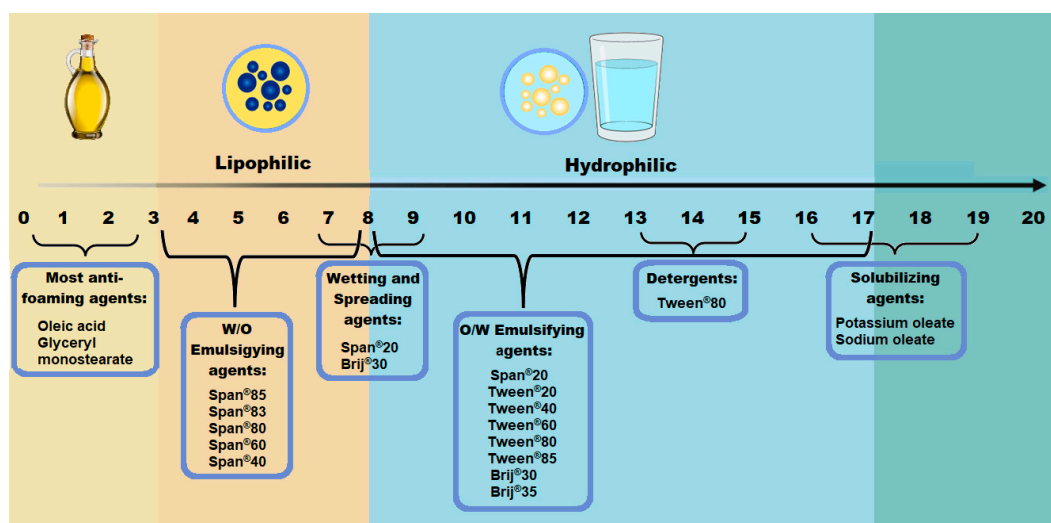 Lipophilic
Hydrophilic
0 1 2 3 4 5 6 7 8 9 10 11 12 13 14 15 16 17 18 19 20
Most anti-
foaming agents:
Oleic acid
Glyceryl
monostearate
W/O
Emulsigying
agents:
Span®85
Span®83
Span®80
Span®60
Span®40
Wetting and
Spreading
agents:
Span®20
Brij®30
O/W Emulsifying
agents:
Span®20
Tween®20
Tween®40
Tween®60
Tween®80
Tween®85
Brij®30
Brij®35
Detergents:
Tween®80
Solubilizing
agents:
Potassium oleate
Sodium oleate